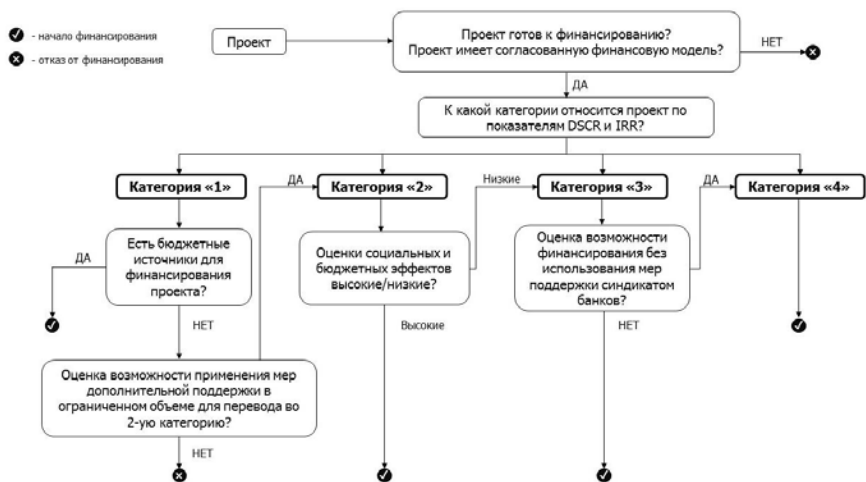 - начало финансирования
- отказ от финансирования
Проект
Проект готов к финансированию?
Проект имеет согласованную финансовую модель?
НЕТ
ДА
К какой категории относится проект по
показателям DSCR и IRR?
Категория «1»
ДА
Категория «2»
Низкие
Категория «3»
ДА
Категория «4»
ДА
Есть бюджетные
источники для
финансирования
проекта?
Оценки социальных и
бюджетных эффектов
высокие/низкие?
Оценка возможности
финансирования без
использования мер
поддержки синдикатом
банков?
НЕТ
Высокие
НЕТ
Оценка возможности применения мер
дополнительной поддержки в
ограниченном объеме для перевода во
2-ую категорию?
НЕТ